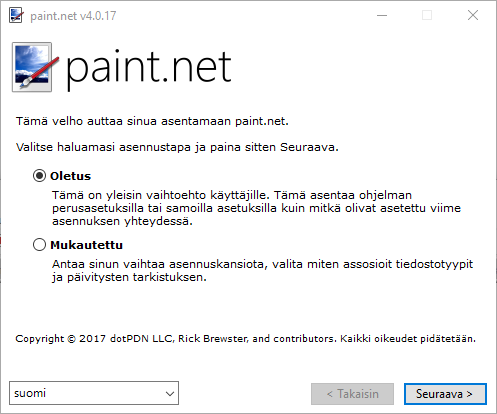 paint.net v4.0.17
paint.net
Tämä velho auttaa sinua asentamaan paint.net.
Valitse haluamasi asennustapa ja paina sitten Seuraava.
Oletus
Tämä on yleisin vaihtoehto käyttäjille. Tämä asentaa ohjelman
perusasetuksilla tai samoilla asetuksilla kuin mitkä olivat asetettu viime
asennuksen yhteydessä.
Mukautettu
Antaa sinun vaihtaa asennuskansiota, valita miten assosioit tiedostotyypit
ja päivitysten tarkistuksen.
Copyright © 2017 dotPDN LLC, Rick Brewster, and contributors. Kaikki oikeudet pidätetään.
suomi
< Takaisin
Seuraava >